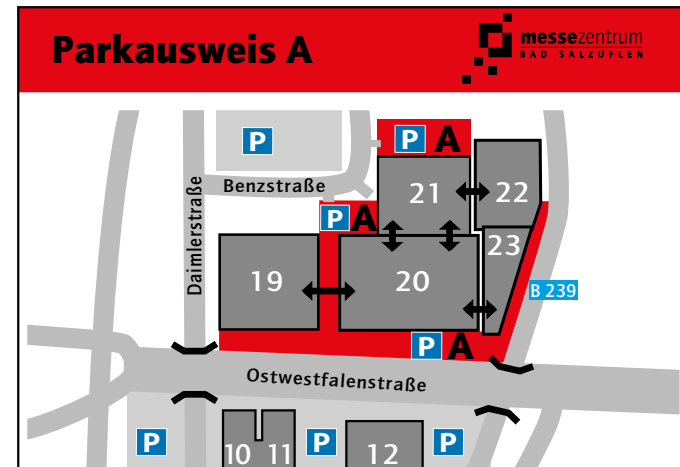 Parkausweis A
messezentrum
BAD SALZUFLEN
P
P A
Benzstraße
21
22
Daimlerstraße
P A
23
19
20
B 239
P A
Ostwestfalenstraße
P
10
11
P
12
P